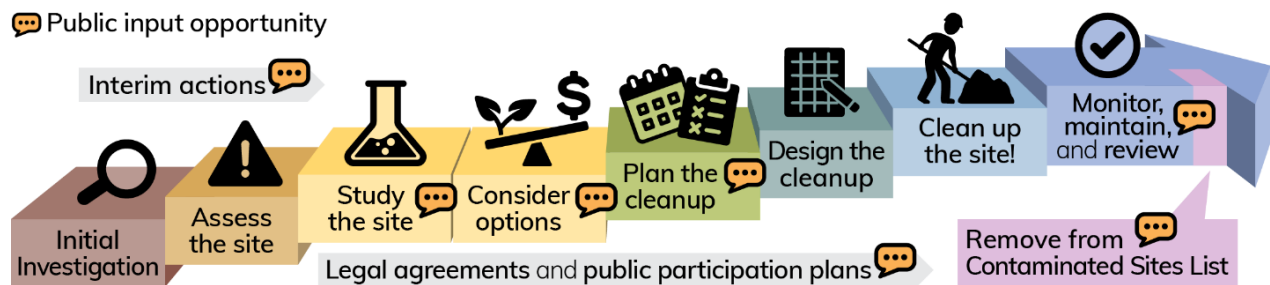 Public input opportunity
Interim actions
Initial
Investigation
Assess
the site
Study
the site
Consider
options
Plan the
cleanup
Design the
cleanup
Clean up
the site!
Monitor,
maintain,
and review
Legal agreements and public participation plans
Remove from
Contaminated Sites List